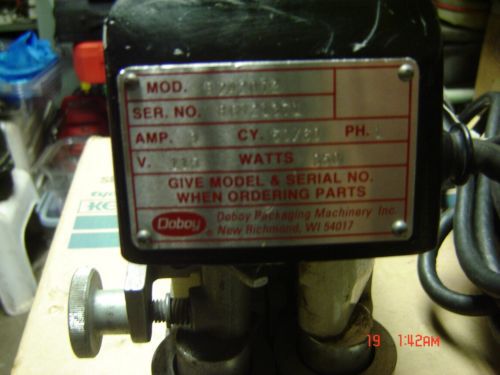 MOD.
SER. NO.
AMP. CY. PH.
V. WATTS
GIVE MODEL & SERIAL NO.
WHEN ORDERING PARTS
Doboy ® Doboy Packaging Machinery Inc.
New Richmond, WI 54017
19 1:42AM